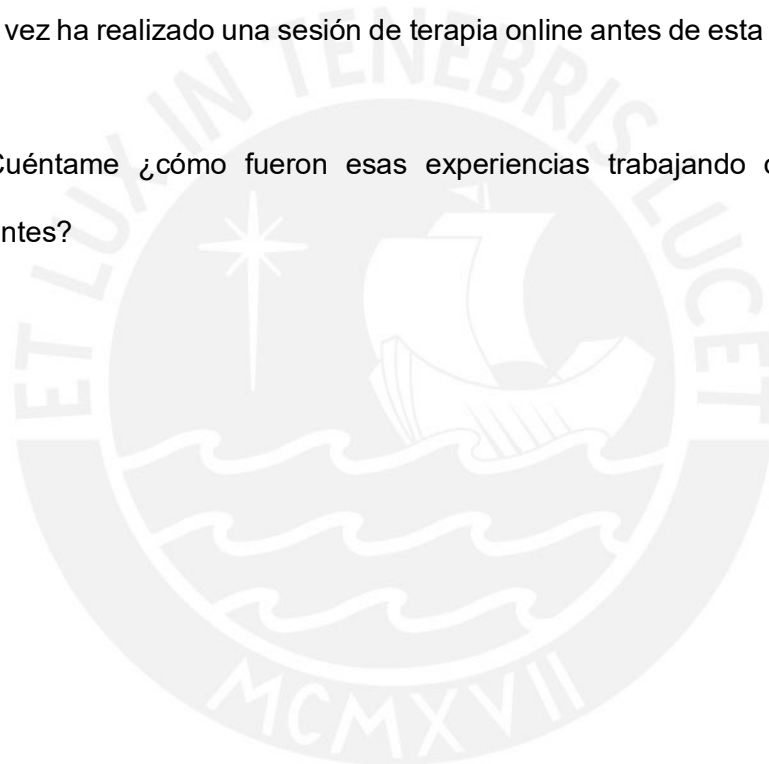 vez ha realizado una sesión de terapia online antes de esta
Cuéntame ¿cómo fueron esas experiencias trabajando
ntes?
ET LUX IN TENEBRIS LUCET
MCMXVII